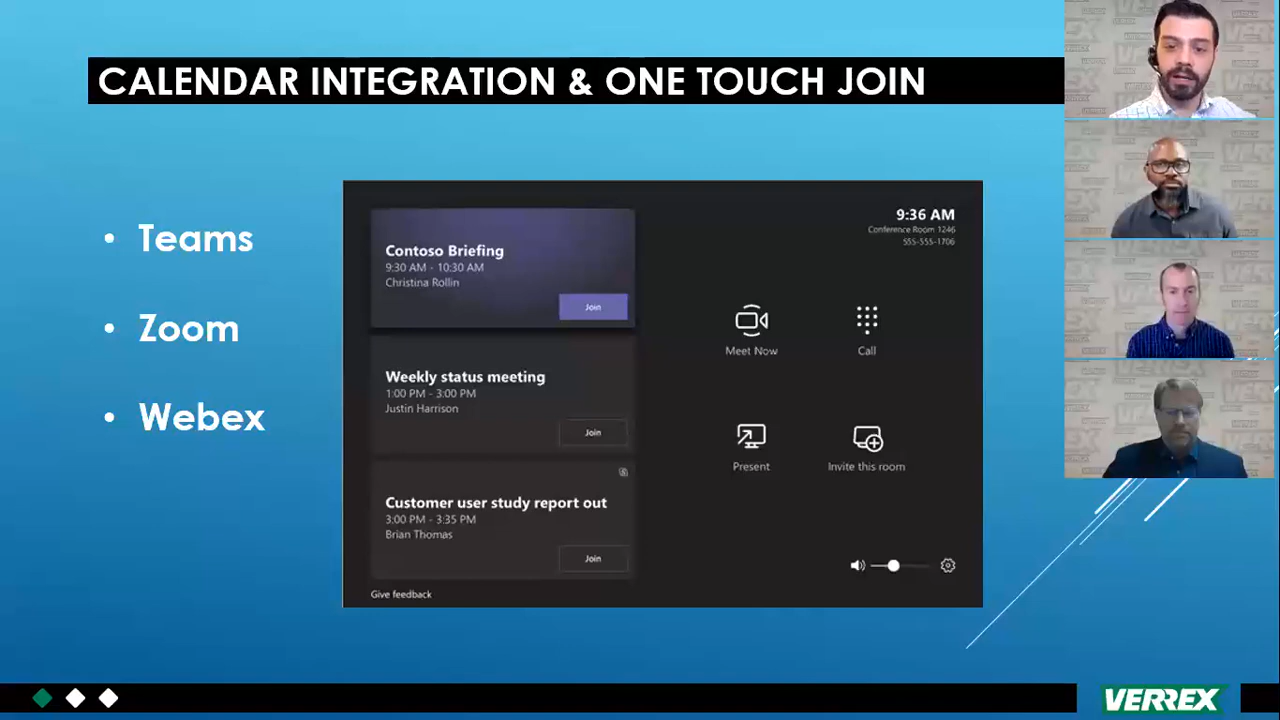 CALENDAR INTEGRATION & ONE TOUCH JOIN
• Teams
• Zoom
• Webex
Contoso Briefing
9:30 AM - 10:30 AM
Christina Rollin
Join
Weekly status meeting
1:00 PM - 3:00 PM
Justin Harrison
Join
Customer user study report out
3:00 PM - 3:35 PM
Brian Thomas
Join
Give feedback
9:36 AM
Conference Room 1246
555-555-1706
Meet Now
Call
Present
Invite this room
VERREX
VERREX
VERREX
VERREX